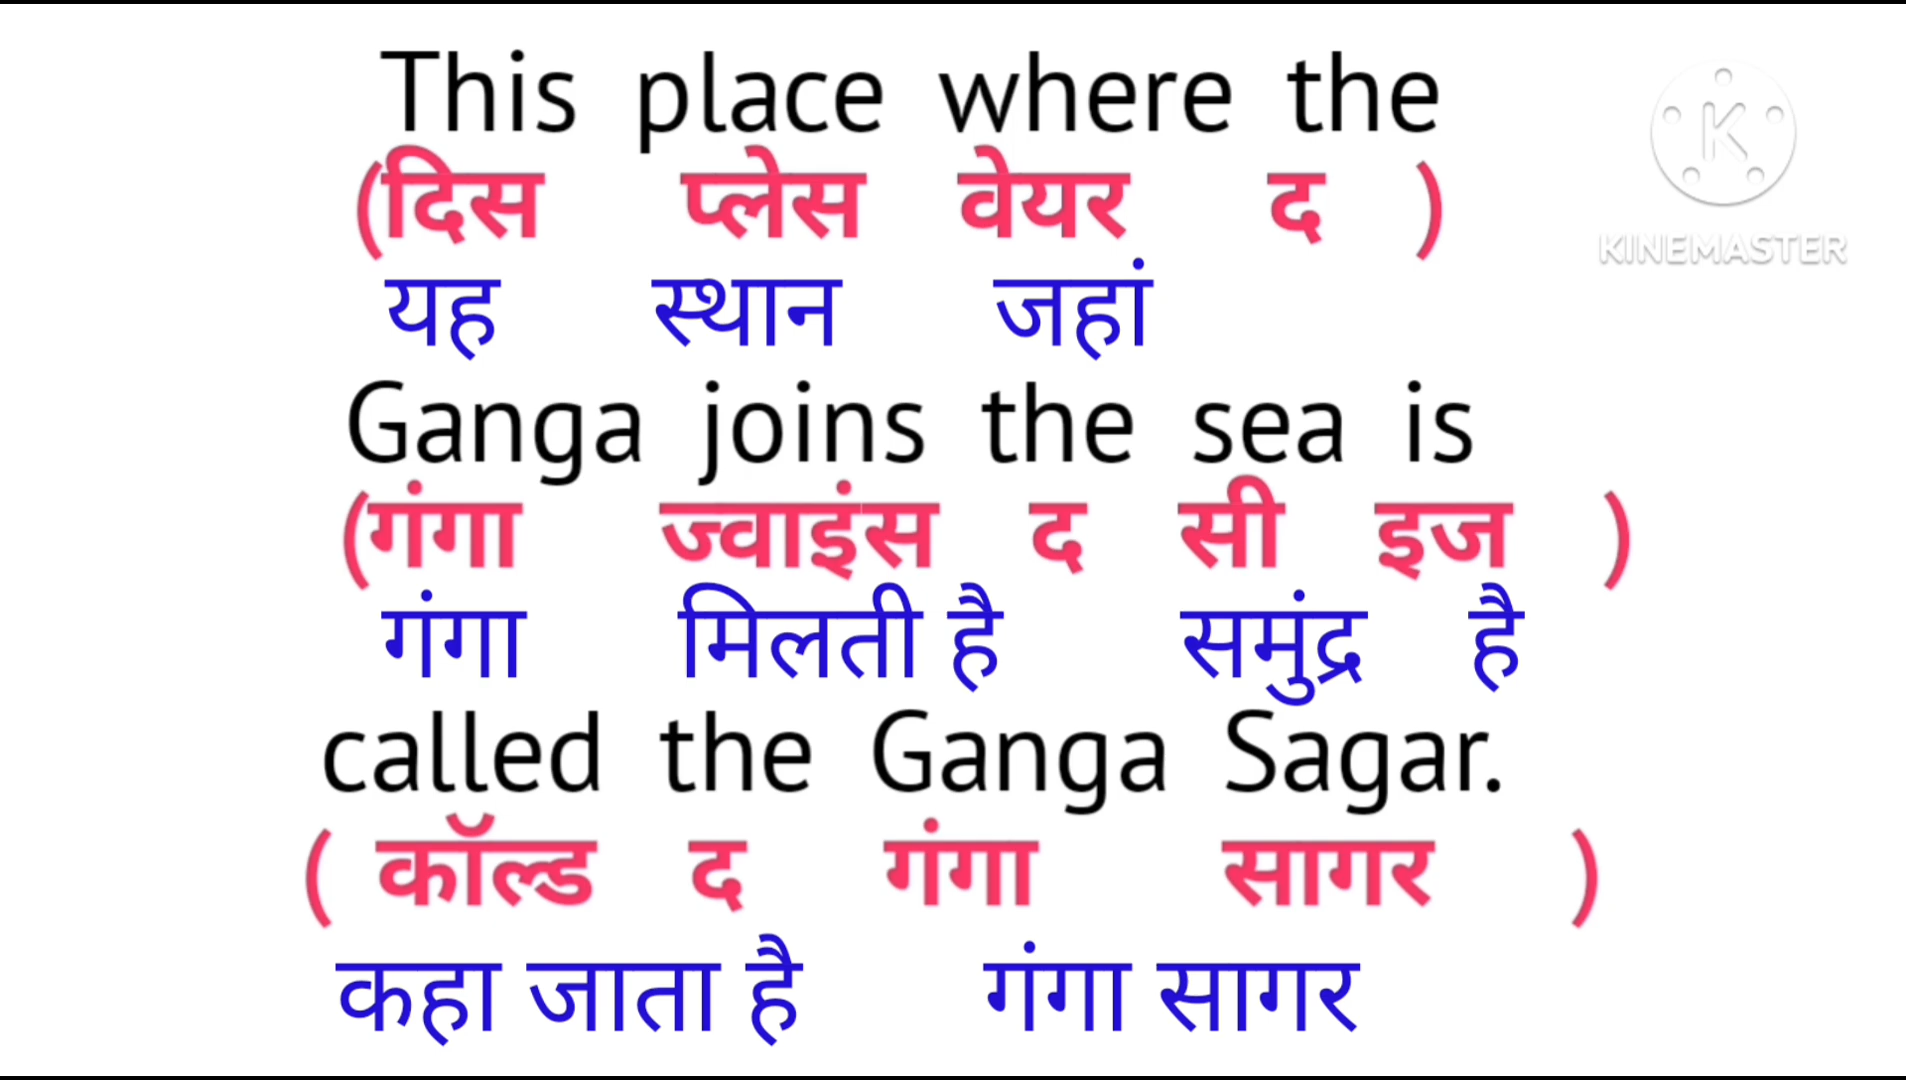 This place where the
(दिस प्लेस वेयर द )
यह स्थान जहां
Ganga joins the sea is
(गंगा ज्वाइंस द सी इज )
गंगा मिलती है समुंद्र है
called the Ganga Sagar.
( कॉल्ड द गंगा सागर )
कहा जाता है गंगा सागर
K
KINEMASTER